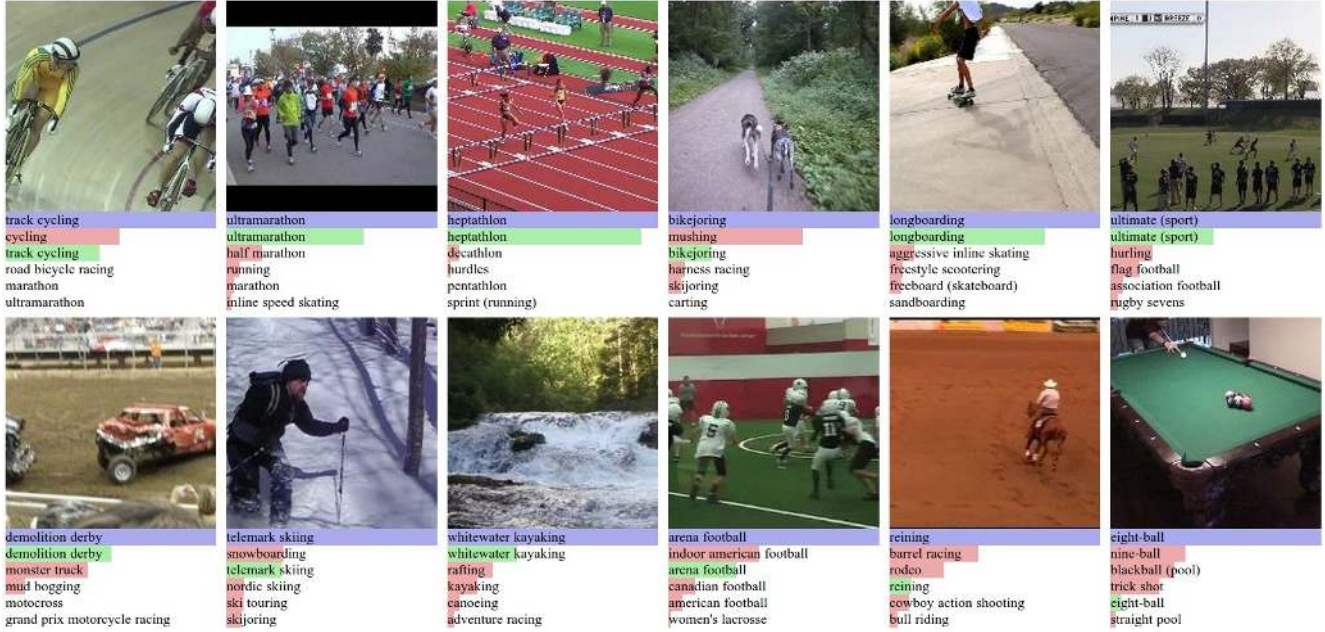 PIRE 1 BREEZE 0
track cycling
cycling
track cycling
road bicycle racing
marathon
ultramarathon
ultramarathon
ultramarathon
half marathon
running
marathon
inline speed skating
heptathlon
heptathlon
decathlon
hurdles
pentathlon
sprint (running)
bikejoring
mushing
bikejoring
harness racing
skijoring
carting
longboarding
longboarding
aggressive inline skating
freestyle scootering
freeboard (skateboard)
sandboarding
ultimate (sport)
ultimate (sport)
hurling
flag football
association football
rugby sevens
demolition derby
demolition derby
monster truck
mud bogging
motocross
grand prix motorcycle racing
telemark skiing
snowboarding
telemark skiing
nordic skiing
ski touring
skijoring
whitewater kayaking
whitewater kayaking
rafting
kayaking
canoeing
adventure racing
arena football
indoor american football
arena football
canadian football
american football
women's lacrosse
reining
barrel racing
rodeo
reining
cowboy action shooting
bull riding
eight-ball
nine-ball
blackball (pool)
trick shot
eight-ball
straight pool